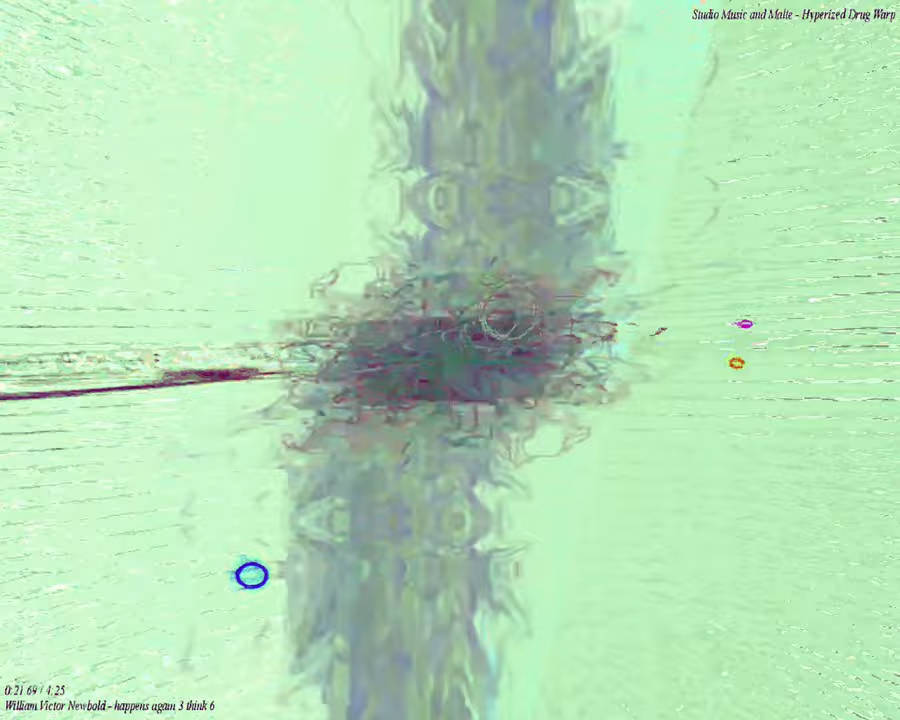 Studio Music and Malte - Hyperized Drug Warp
0:21.69 / 4:25
William Victor Newbold - happens again 3 think 6